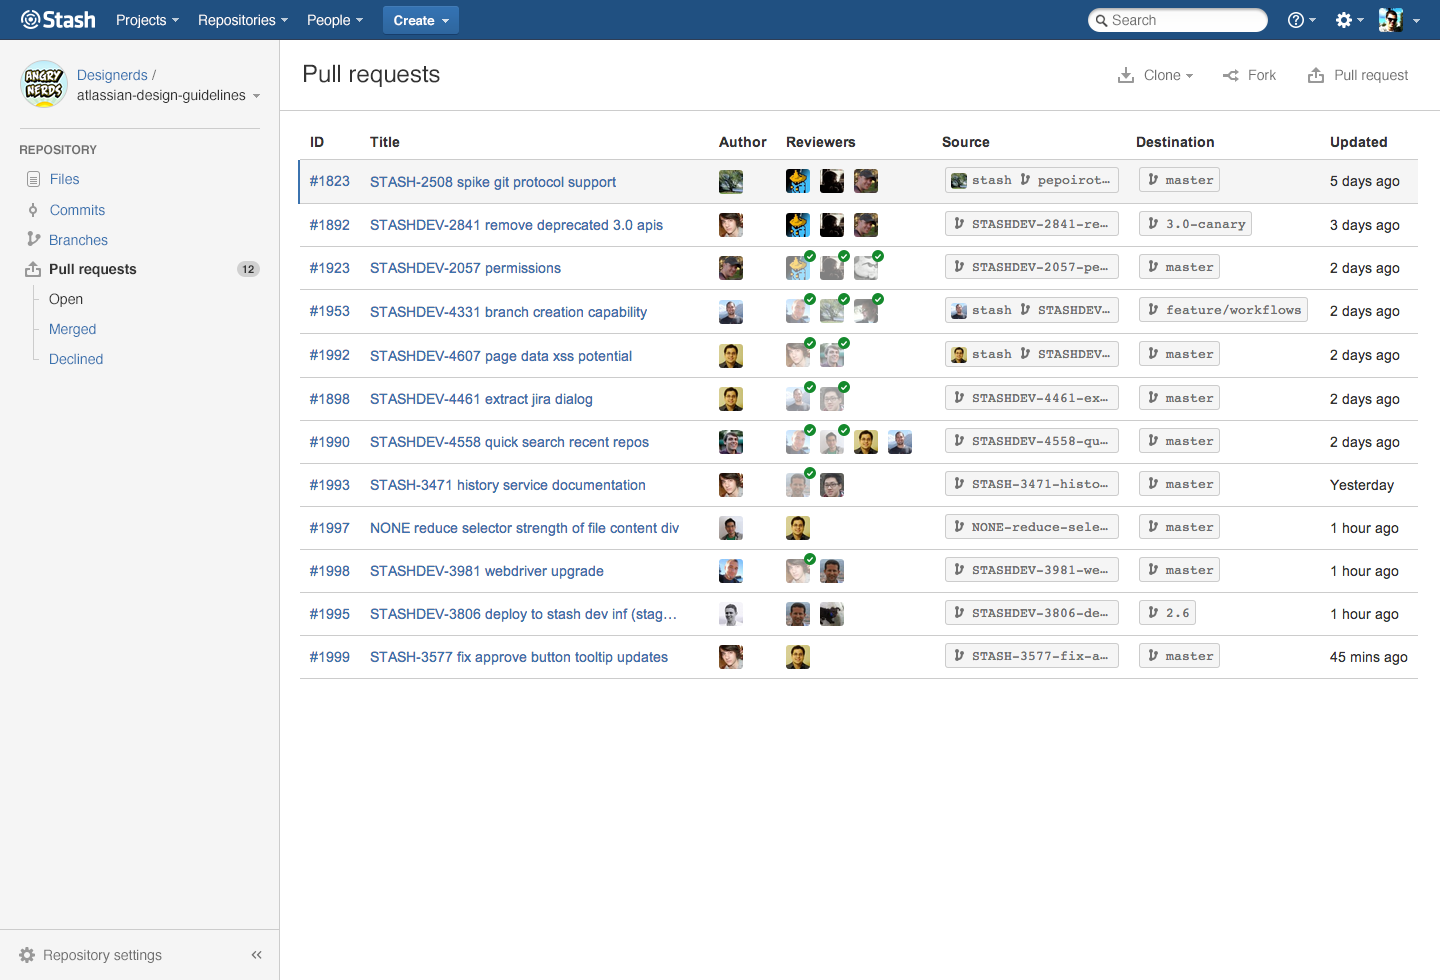 Stash Projects Repositories People Create Search
ANGRY NERDS
Designerds /
atlassian-design-guidelines
REPOSITORY
Files
Commits
Branches
Pull requests 12
Open
Merged
Declined
Repository settings
Pull requests
Clone Fork Pull request
ID Title Author Reviewers Source Destination Updated
#1823 STASH-2508 spike git protocol support stash pepoirot… master 5 days ago
#1892 STASHDEV-2841 remove deprecated 3.0 apis STASHDEV-2841-re… 3.0-canary 3 days ago
#1923 STASHDEV-2057 permissions STASHDEV-2057-pe… master 2 days ago
#1953 STASHDEV-4331 branch creation capability stash STASHDEV… feature/workflows 2 days ago
#1992 STASHDEV-4607 page data xss potential stash STASHDEV… master 2 days ago
#1898 STASHDEV-4461 extract jira dialog STASHDEV-4461-ex… master 2 days ago
#1990 STASHDEV-4558 quick search recent repos STASHDEV-4558-qu… master 2 days ago
#1993 STASH-3471 history service documentation STASH-3471-histo… master Yesterday
#1997 NONE reduce selector strength of file content div NONE-reduce-sele… master 1 hour ago
#1998 STASHDEV-3981 webdriver upgrade STASHDEV-3981-we… master 1 hour ago
#1995 STASHDEV-3806 deploy to stash dev inf (stag… STASHDEV-3806-de… 2.6 1 hour ago
#1999 STASH-3577 fix approve button tooltip updates STASH-3577-fix-a… master 45 mins ago